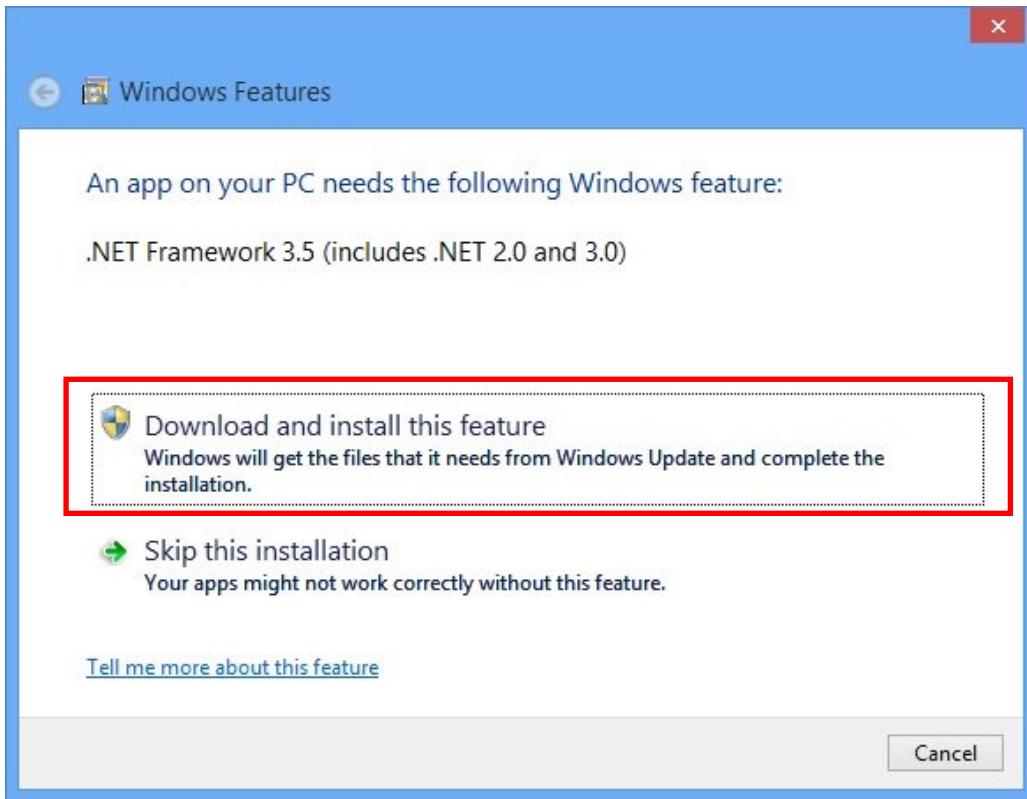 Windows Features
An app on your PC needs the following Windows feature:
.NET Framework 3.5 (includes .NET 2.0 and 3.0)
Download and install this feature
Windows will get the files that it needs from Windows Update and complete the
installation.
Skip this installation
Your apps might not work correctly without this feature.
Tell me more about this feature
Cancel